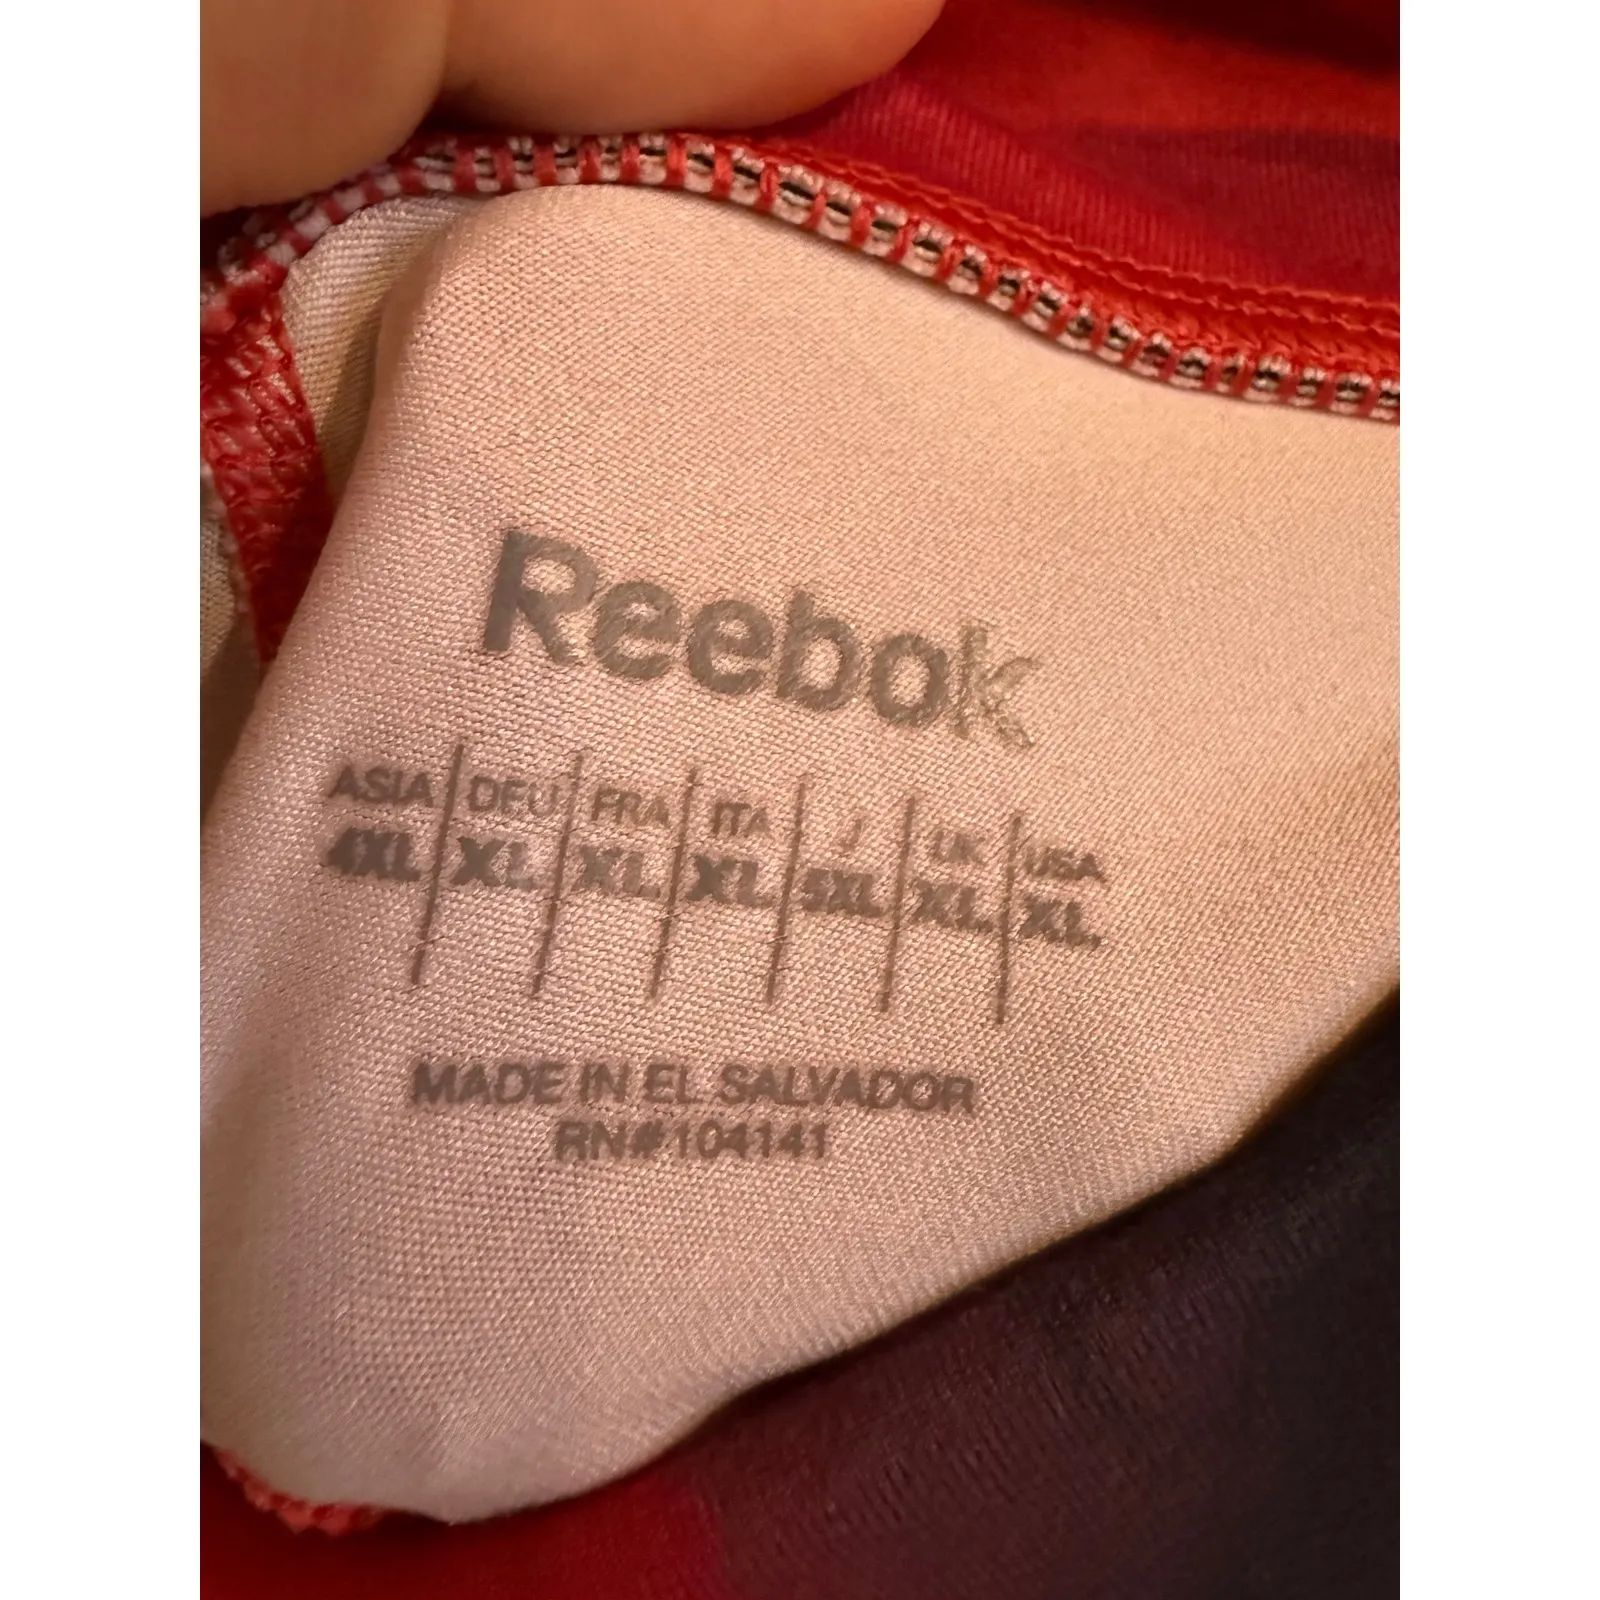 Reebok
ASIA DEU FRA ITA J UK USA
4XL XL XL XL 5XL XL XL
MADE IN EL SALVADOR
RN#104141